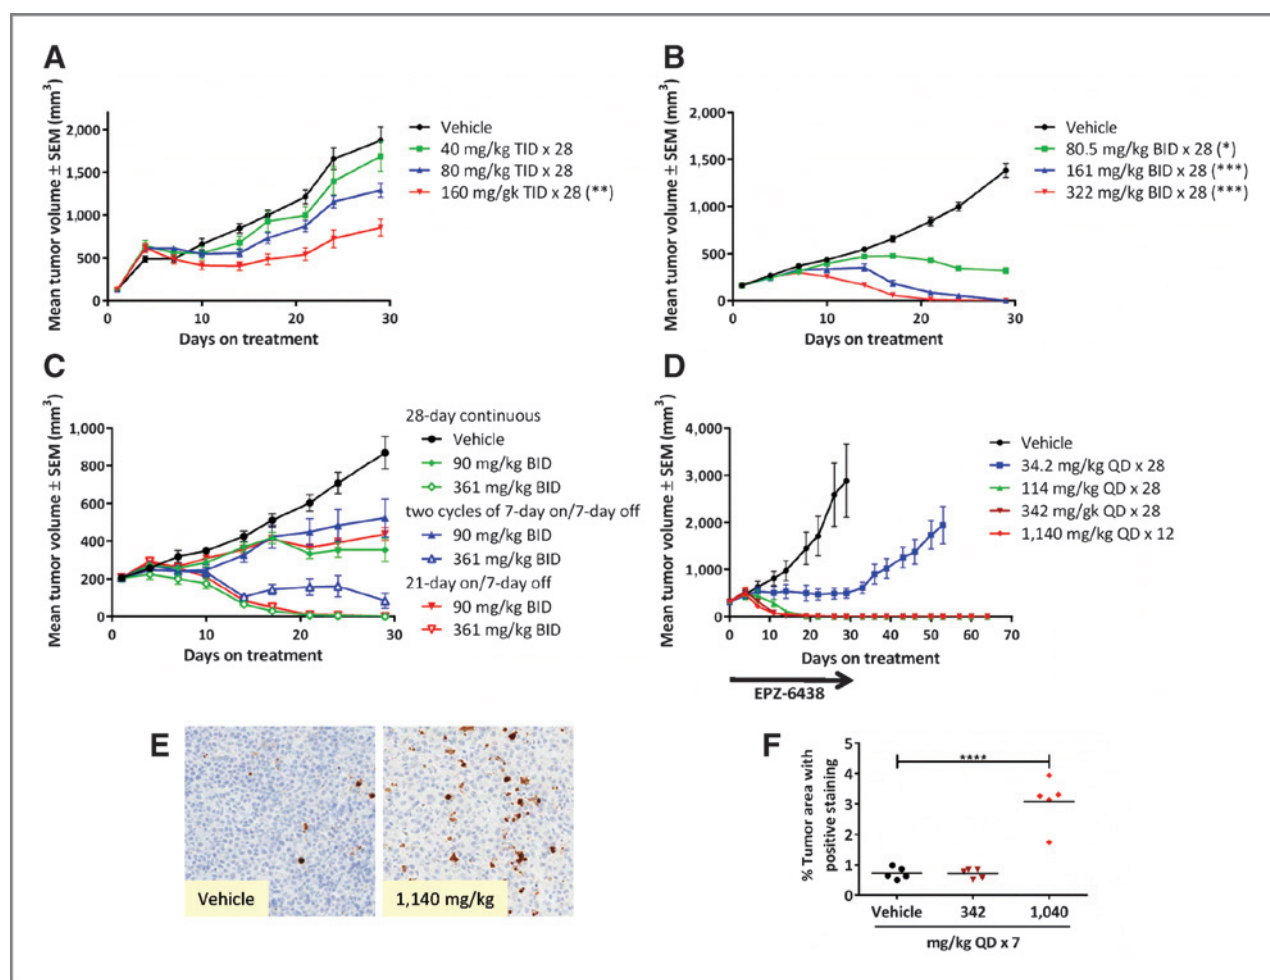 A
Mean tumor volume ± SEM (mm³)
2,000
1,500
1,000
500
0
0
10
20
30
Days on treatment
Vehicle
40 mg/kg TID x 28
80 mg/kg TID x 28
160 mg/gk TID x 28 (**)
B
Mean tumor volume ± SEM (mm³)
2,000
1,500
1,000
500
0
0
10
20
30
Days on treatment
Vehicle
80.5 mg/kg BID x 28 (*)
161 mg/kg BID x 28 (***)
322 mg/kg BID x 28 (***)
C
Mean tumor volume ± SEM (mm³)
1,000
800
600
400
200
0
0
10
20
30
Days on treatment
28-day continuous
Vehicle
90 mg/kg BID
361 mg/kg BID
two cycles of 7-day on/7-day off
90 mg/kg BID
361 mg/kg BID
21-day on/7-day off
90 mg/kg BID
361 mg/kg BID
D
Mean tumor volume ± SEM (mm³)
4,000
3,000
2,000
1,000
0
0
10
20
30
40
50
60
70
Days on treatment
EPZ-6438
Vehicle
34.2 mg/kg QD x 28
114 mg/kg QD x 28
342 mg/gk QD x 28
1,140 mg/kg QD x 12
E
Vehicle
1,140 mg/kg
F
% Tumor area with
positive staining
5
4
3
2
1
0
****
Vehicle
342
1,040
mg/kg QD x 7